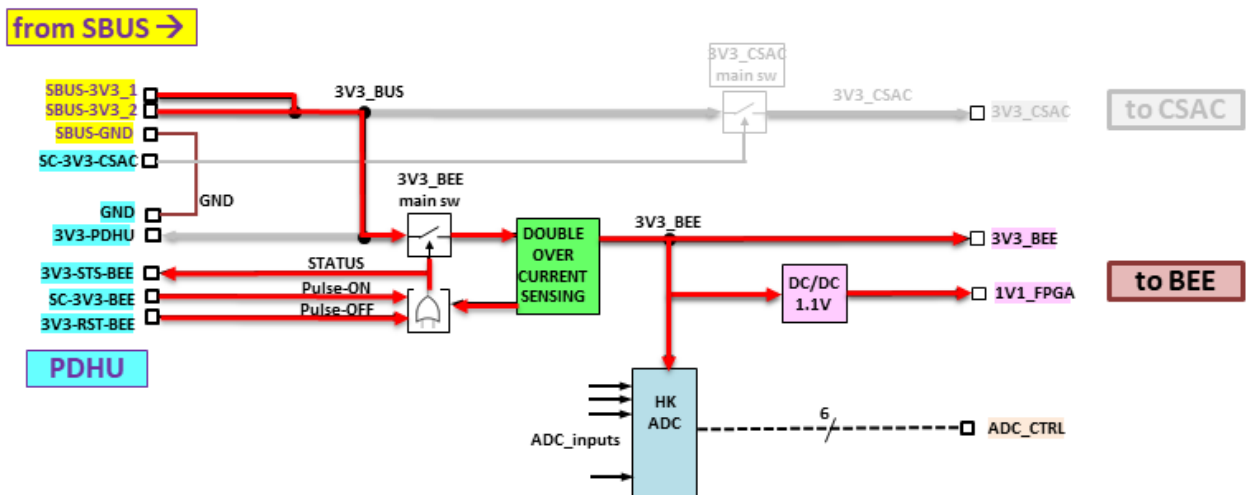 from SBUS →
3V3_CSAC
main sw
SBUS-3V3_1
3V3_BUS
3V3_CSAC
SBUS-3V3_2
3V3_CSAC
to CSAC
SBUS-GND
SC-3V3-CSAC
3V3_BEE
main sw
GND
GND
3V3-PDHU
DOUBLE
OVER
CURRENT
SENSING
3V3_BEE
3V3_BEE
STATUS
3V3-STS-BEE
Pulse-ON
SC-3V3-BEE
Pulse-OFF
3V3-RST-BEE
DC/DC
1.1V
1V1_FPGA
to BEE
PDHU
HK
ADC
ADC_inputs
6
ADC_CTRL